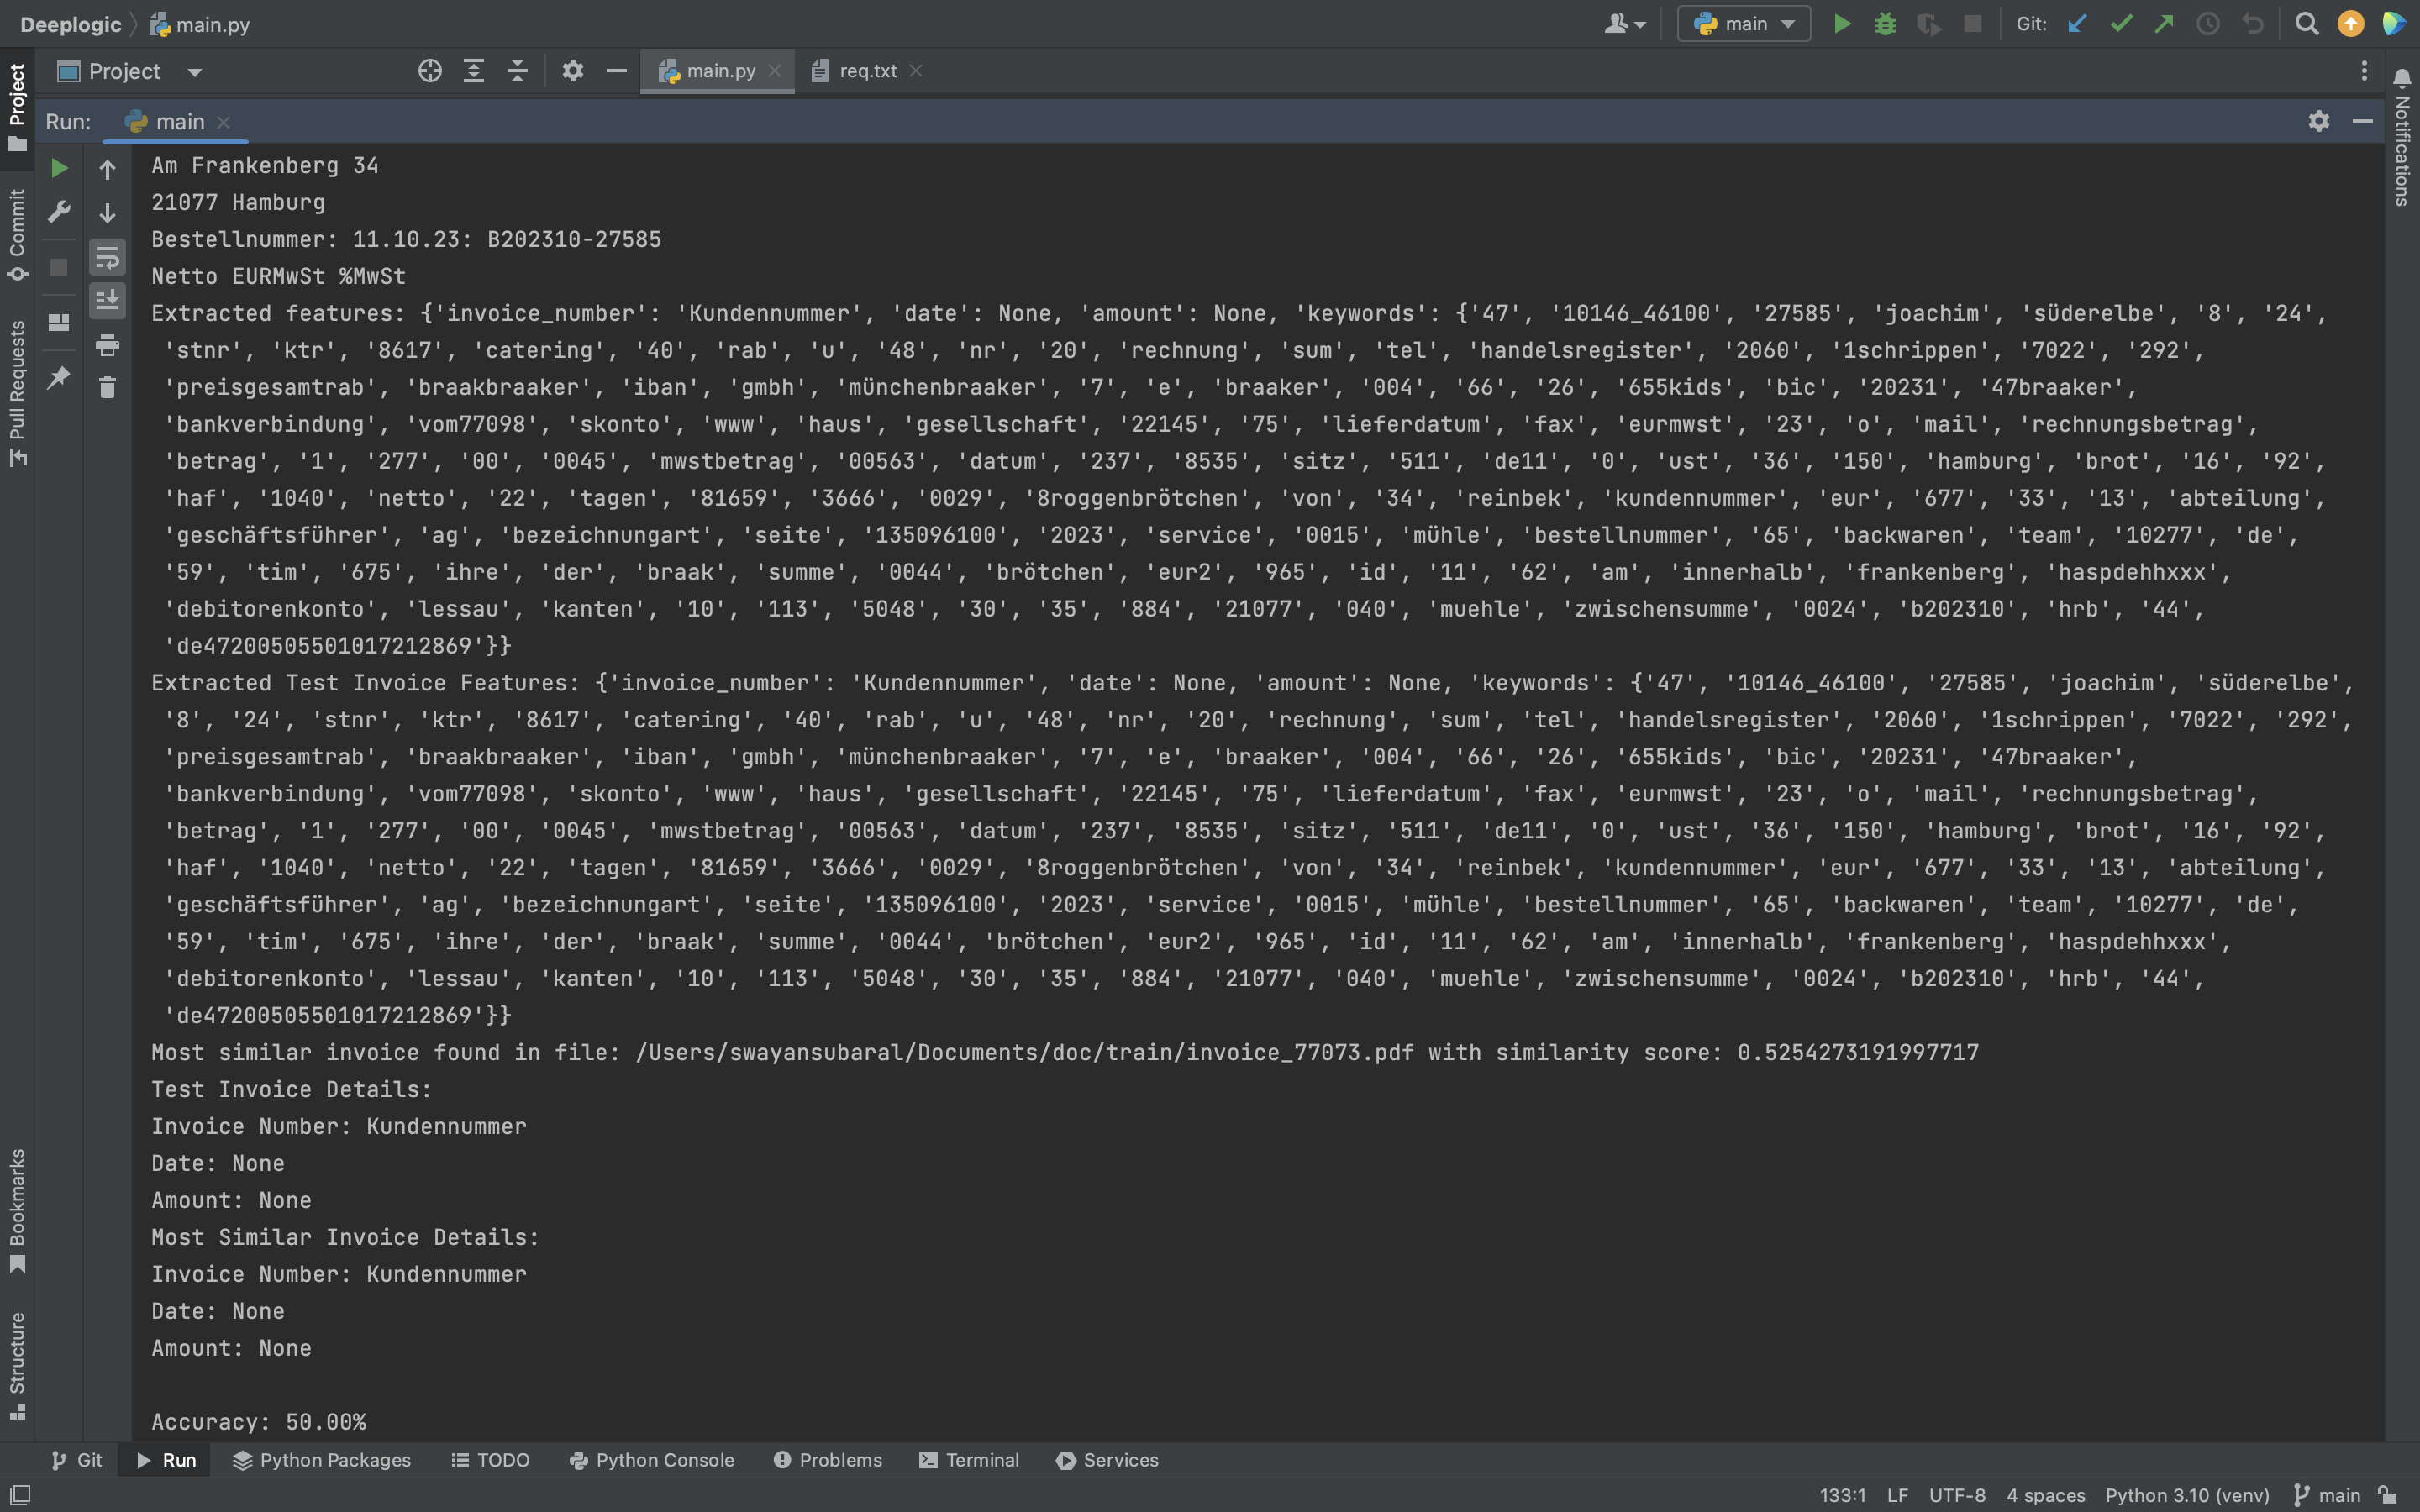 Deeplogic main.py
main Git:
Project main.py req.txt
Run: main
Am Frankenberg 34
21077 Hamburg
Bestellnummer: 11.10.23: B202310-27585
Netto EURMwSt %MwSt
Extracted features: {'invoice_number': 'Kundennummer', 'date': None, 'amount': None, 'keywords': {'47', '10146_46100', '27585', 'joachim', 'süderelbe', '8', '24',
'stnr', 'ktr', '8617', 'catering', '40', 'rab', 'u', '48', 'nr', '20', 'rechnung', 'sum', 'tel', 'handelsregister', '2060', '1schrippen', '7022', '292',
'preisgesamtrab', 'braakbraaker', 'iban', 'gmbh', 'münchenbraaker', '7', 'e', 'braaker', '004', '66', '26', '655kids', 'bic', '20231', '47braaker',
'bankverbindung', 'vom77098', 'skonto', 'www', 'haus', 'gesellschaft', '22145', '75', 'lieferdatum', 'fax', 'eurmwst', '23', 'o', 'mail', 'rechnungsbetrag',
'betrag', '1', '277', '00', '0045', 'mwstbetrag', '00563', 'datum', '237', '8535', 'sitz', '511', 'de11', '0', 'ust', '36', '150', 'hamburg', 'brot', '16', '92',
'haf', '1040', 'netto', '22', 'tagen', '81659', '3666', '0029', '8roggenbrötchen', 'von', '34', 'reinbek', 'kundennummer', 'eur', '677', '33', '13', 'abteilung',
'geschäftsführer', 'ag', 'bezeichnungart', 'seite', '135096100', '2023', 'service', '0015', 'mühle', 'bestellnummer', '65', 'backwaren', 'team', '10277', 'de',
'59', 'tim', '675', 'ihre', 'der', 'braak', 'summe', '0044', 'brötchen', 'eur2', '965', 'id', '11', '62', 'am', 'innerhalb', 'frankenberg', 'haspdehhxxx',
'debitorenkonto', 'lessau', 'kanten', '10', '113', '5048', '30', '35', '884', '21077', '040', 'muehle', 'zwischensumme', '0024', 'b202310', 'hrb', '44',
'de47200505501017212869'}}
Extracted Test Invoice Features: {'invoice_number': 'Kundennummer', 'date': None, 'amount': None, 'keywords': {'47', '10146_46100', '27585', 'joachim', 'süderelbe',
'8', '24', 'stnr', 'ktr', '8617', 'catering', '40', 'rab', 'u', '48', 'nr', '20', 'rechnung', 'sum', 'tel', 'handelsregister', '2060', '1schrippen', '7022', '292',
'preisgesamtrab', 'braakbraaker', 'iban', 'gmbh', 'münchenbraaker', '7', 'e', 'braaker', '004', '66', '26', '655kids', 'bic', '20231', '47braaker',
'bankverbindung', 'vom77098', 'skonto', 'www', 'haus', 'gesellschaft', '22145', '75', 'lieferdatum', 'fax', 'eurmwst', '23', 'o', 'mail', 'rechnungsbetrag',
'betrag', '1', '277', '00', '0045', 'mwstbetrag', '00563', 'datum', '237', '8535', 'sitz', '511', 'de11', '0', 'ust', '36', '150', 'hamburg', 'brot', '16', '92',
'haf', '1040', 'netto', '22', 'tagen', '81659', '3666', '0029', '8roggenbrötchen', 'von', '34', 'reinbek', 'kundennummer', 'eur', '677', '33', '13', 'abteilung',
'geschäftsführer', 'ag', 'bezeichnungart', 'seite', '135096100', '2023', 'service', '0015', 'mühle', 'bestellnummer', '65', 'backwaren', 'team', '10277', 'de',
'59', 'tim', '675', 'ihre', 'der', 'braak', 'summe', '0044', 'brötchen', 'eur2', '965', 'id', '11', '62', 'am', 'innerhalb', 'frankenberg', 'haspdehhxxx',
'debitorenkonto', 'lessau', 'kanten', '10', '113', '5048', '30', '35', '884', '21077', '040', 'muehle', 'zwischensumme', '0024', 'b202310', 'hrb', '44',
'de47200505501017212869'}}
Most similar invoice found in file: /Users/swayansubaral/Documents/doc/train/invoice_77073.pdf with similarity score: 0.5254273191997717
Test Invoice Details:
Invoice Number: Kundennummer
Date: None
Amount: None
Most Similar Invoice Details:
Invoice Number: Kundennummer
Date: None
Amount: None
Accuracy: 50.00%
Project
Commit
Pull Requests
Bookmarks
Structure
Notifications
Git Run Python Packages TODO Python Console Problems Terminal Services
133:1 LF UTF-8 4 spaces Python 3.10 (venv) main